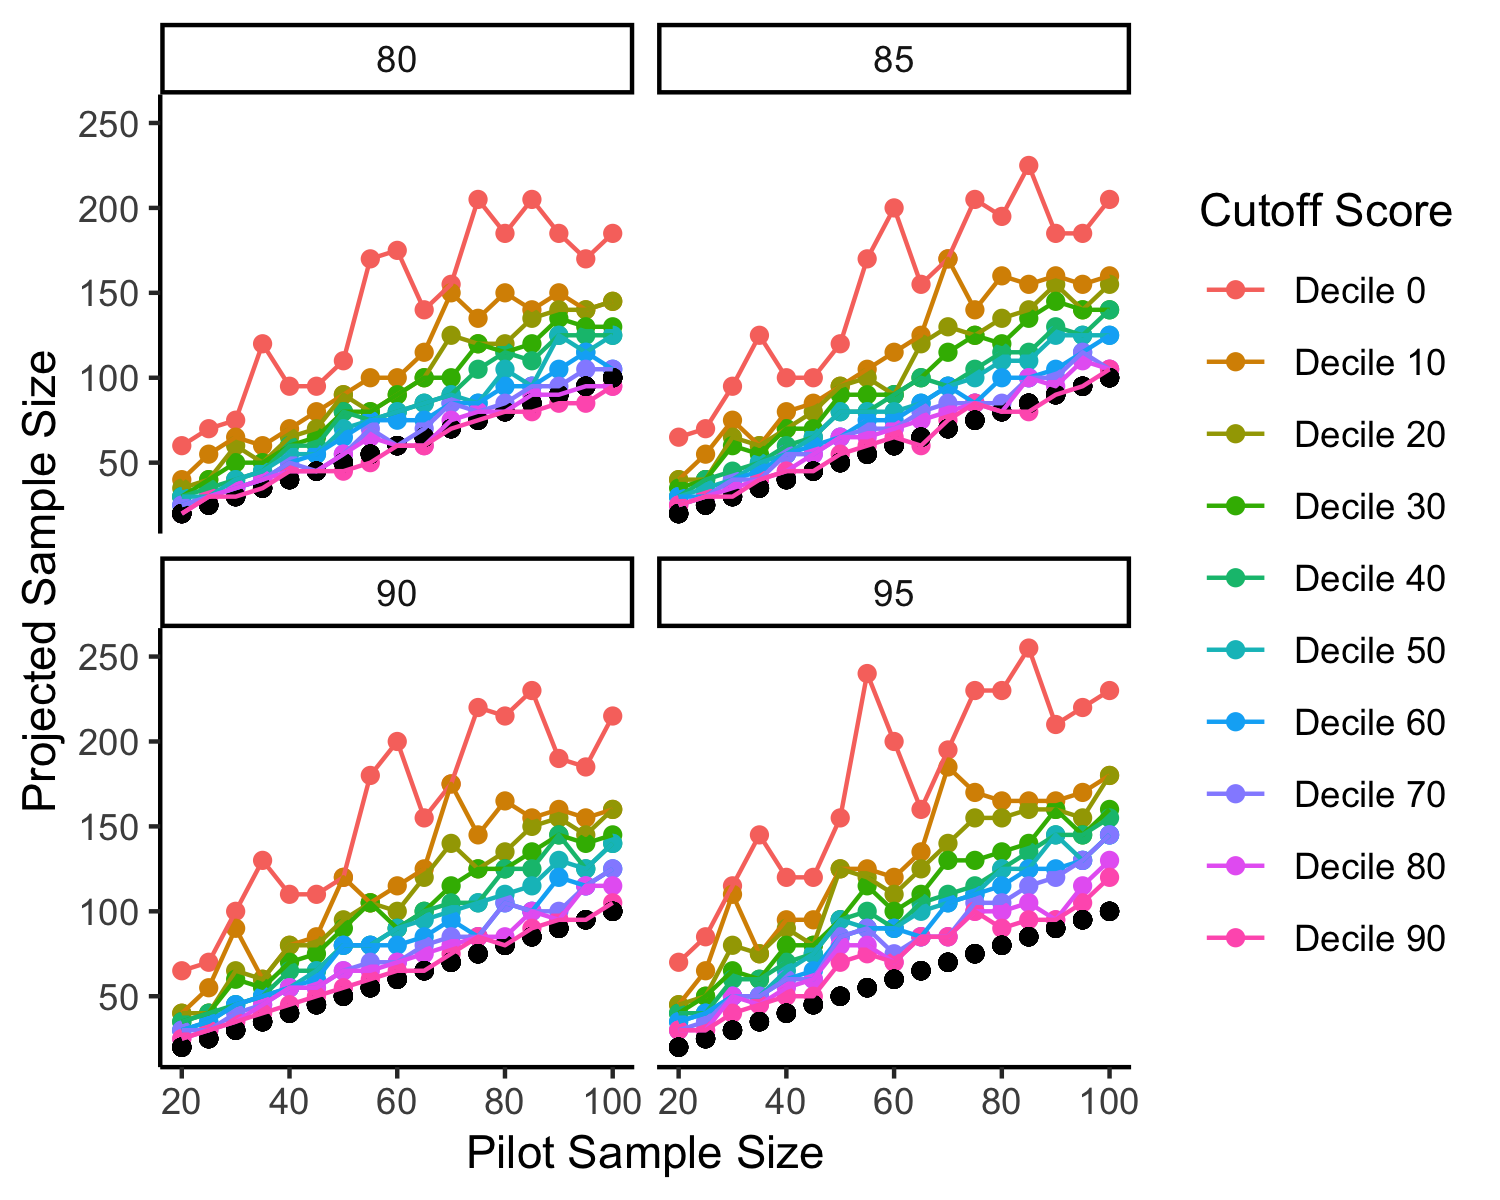 80
85
250
200
150
100
50
90
95
250
200
150
100
50
20 40 60 80 100
20 40 60 80 100
Projected Sample Size
Pilot Sample Size
Cutoff Score
Decile 0
Decile 10
Decile 20
Decile 30
Decile 40
Decile 50
Decile 60
Decile 70
Decile 80
Decile 90